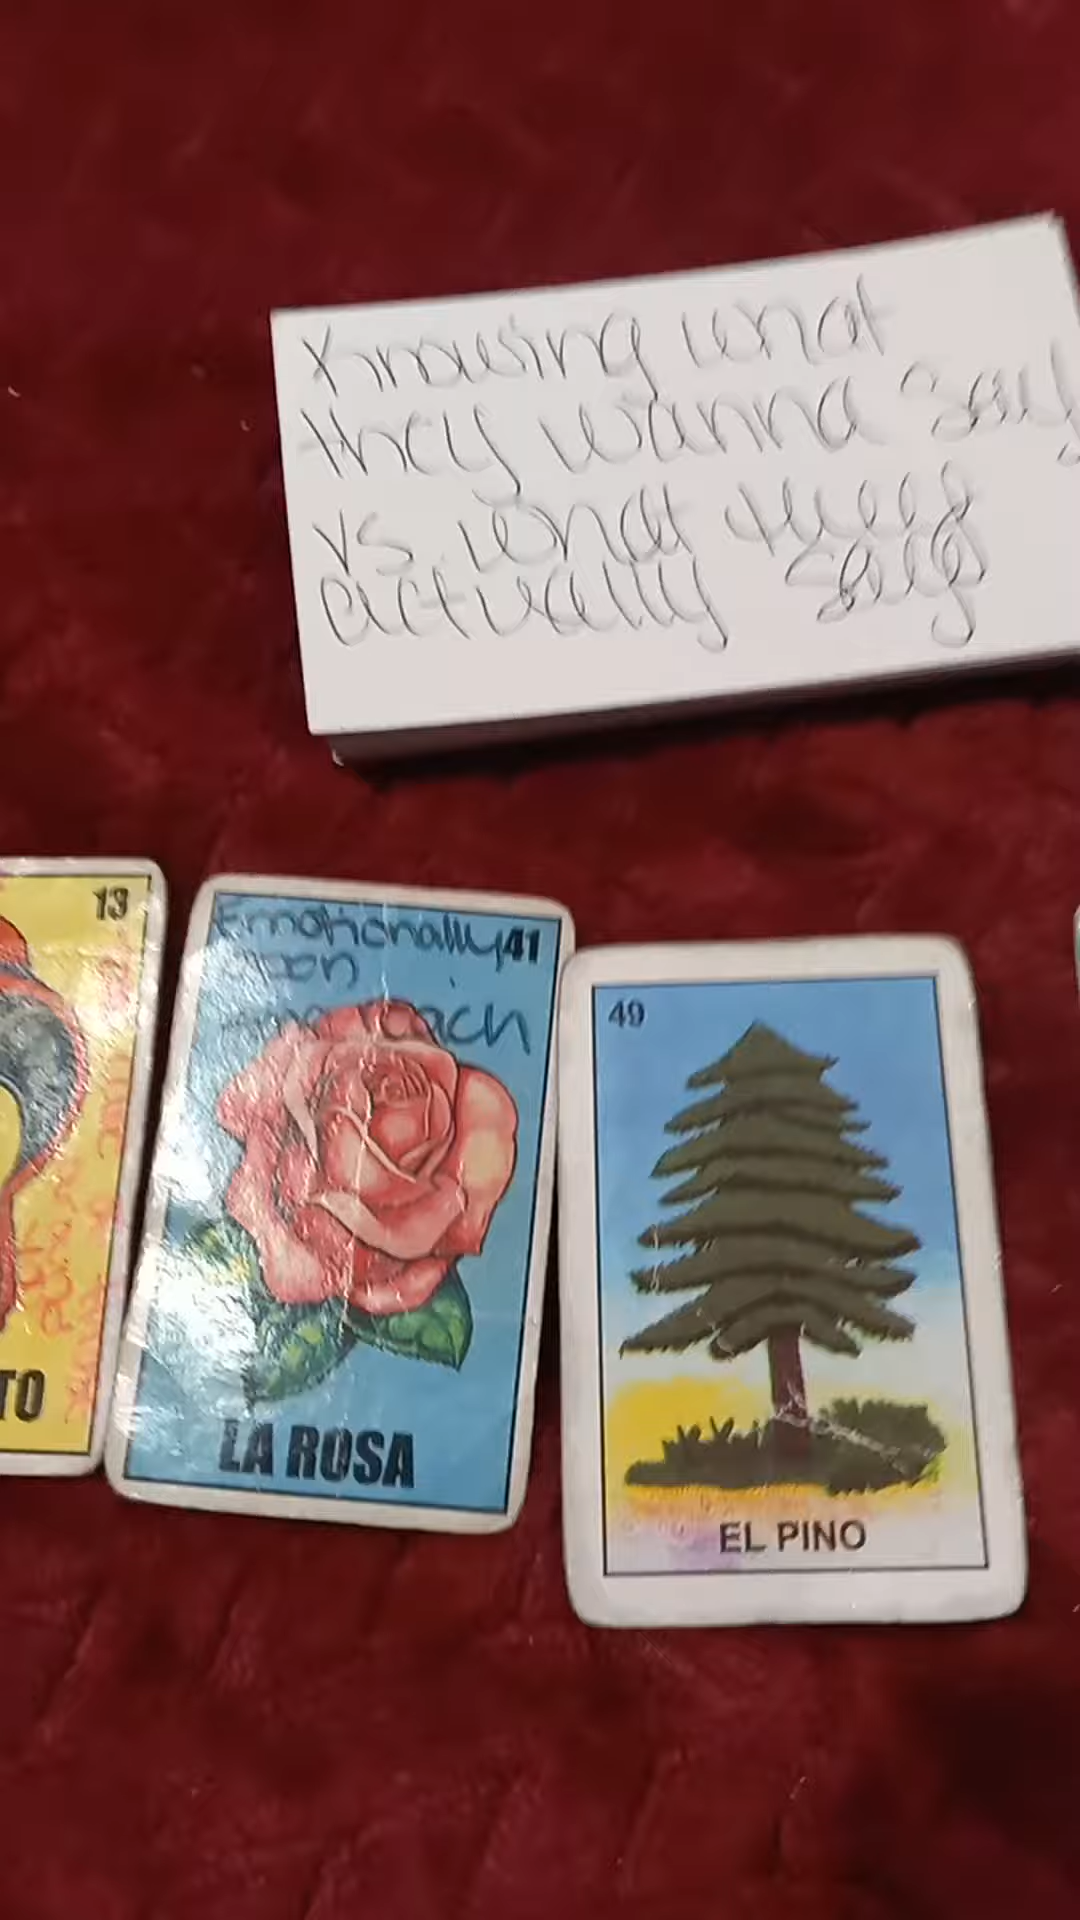 Knowing what
they wanna say
vs. what they
actually say
13
TO
Emotionally
open
41
LA ROSA
49
EL PINO